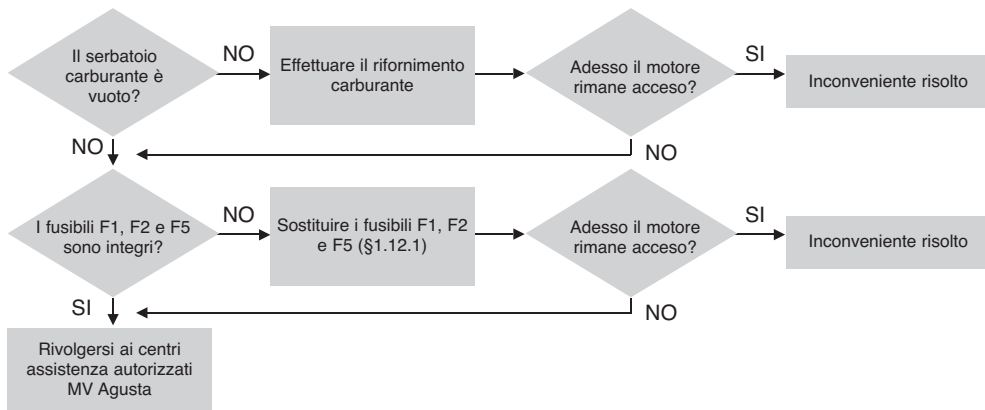 Il serbatoio
carburante è
vuoto?
NO
Effettuare il rifornimento
carburante
Adesso il motore
rimane acceso?
SI
Inconveniente risolto
NO
NO
I fusibili F1, F2 e F5
sono integri?
NO
Sostituire i fusibili F1, F2
e F5 (§1.12.1)
Adesso il motore
rimane acceso?
SI
Inconveniente risolto
SI
NO
Rivolgersi ai centri
assistenza autorizzati
MV Agusta